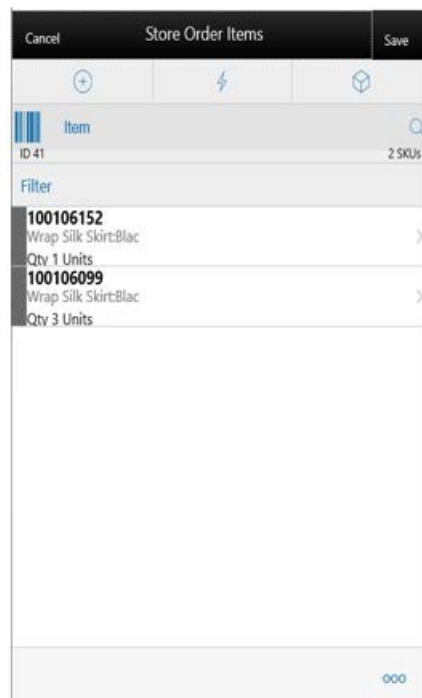 Cancel Store Order Items Save
Item
ID 41 2 SKUs
Filter
100106152
Wrap Silk Skirt:Blac
Qty 1 Units
100106099
Wrap Silk Skirt:Blac
Qty 3 Units